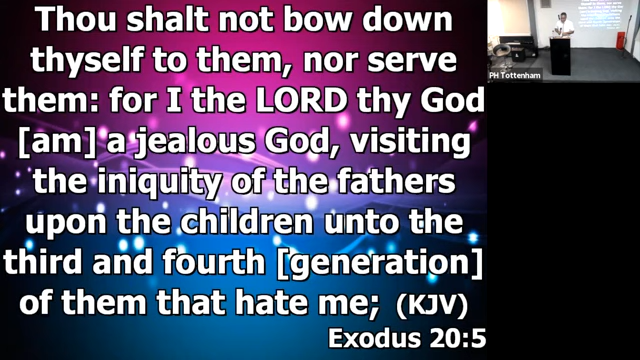 Thou shalt not bow down
thyself to them, nor serve
them: for I the LORD thy God
[am] a jealous God, visiting
the iniquity of the fathers
upon the children unto the
third and fourth [generation]
of them that hate me; (KJV)
Exodus 20:5
PH Tottenham